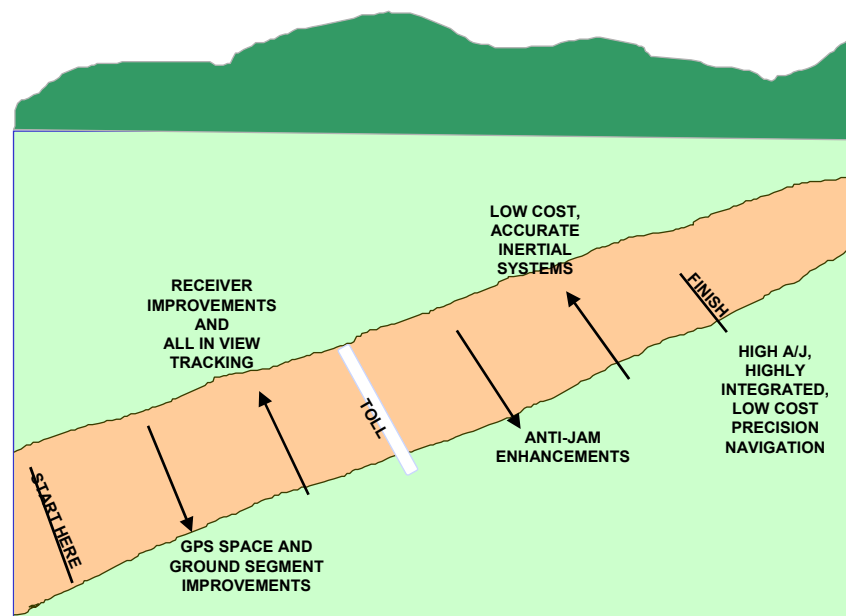 START HERE
GPS SPACE AND
GROUND SEGMENT
IMPROVEMENTS
RECEIVER
IMPROVEMENTS
AND
ALL IN VIEW
TRACKING
TOLL
ANTI-JAM
ENHANCEMENTS
LOW COST,
ACCURATE
INERTIAL
SYSTEMS
FINISH
HIGH A/J,
HIGHLY
INTEGRATED,
LOW COST
PRECISION
NAVIGATION